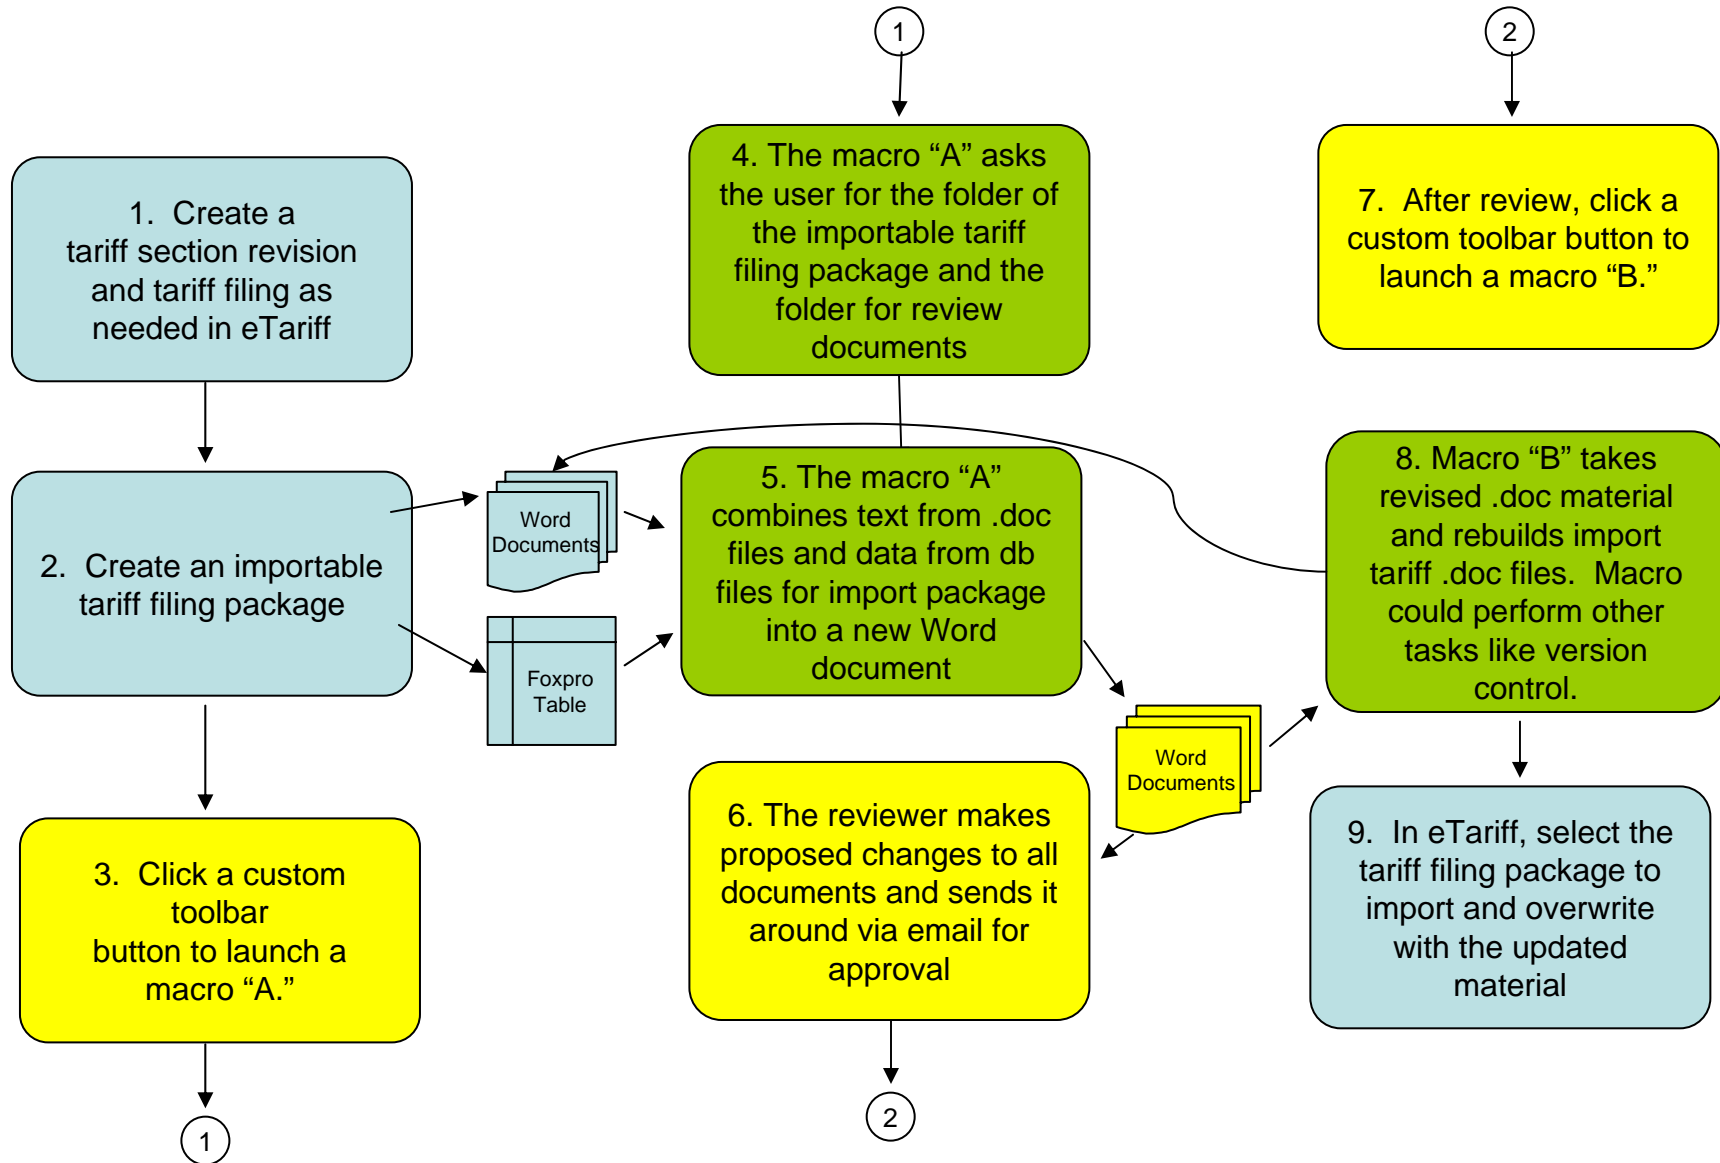 1
2
1. Create a
tariff section revision
and tariff filing as
needed in eTariff
4. The macro “A” asks
the user for the folder of
the importable tariff
filing package and the
folder for review
documents
7. After review, click a
custom toolbar button to
launch a macro “B.”
2. Create an importable
tariff filing package
Word
Documents
Foxpro
Table
5. The macro “A”
combines text from .doc
files and data from db
files for import package
into a new Word
document
8. Macro “B” takes
revised .doc material
and rebuilds import
tariff .doc files. Macro
could perform other
tasks like version
control.
Word
Documents
3. Click a custom
toolbar
button to launch a
macro “A.”
6. The reviewer makes
proposed changes to all
documents and sends it
around via email for
approval
9. In eTariff, select the
tariff filing package to
import and overwrite
with the updated
material
1
2